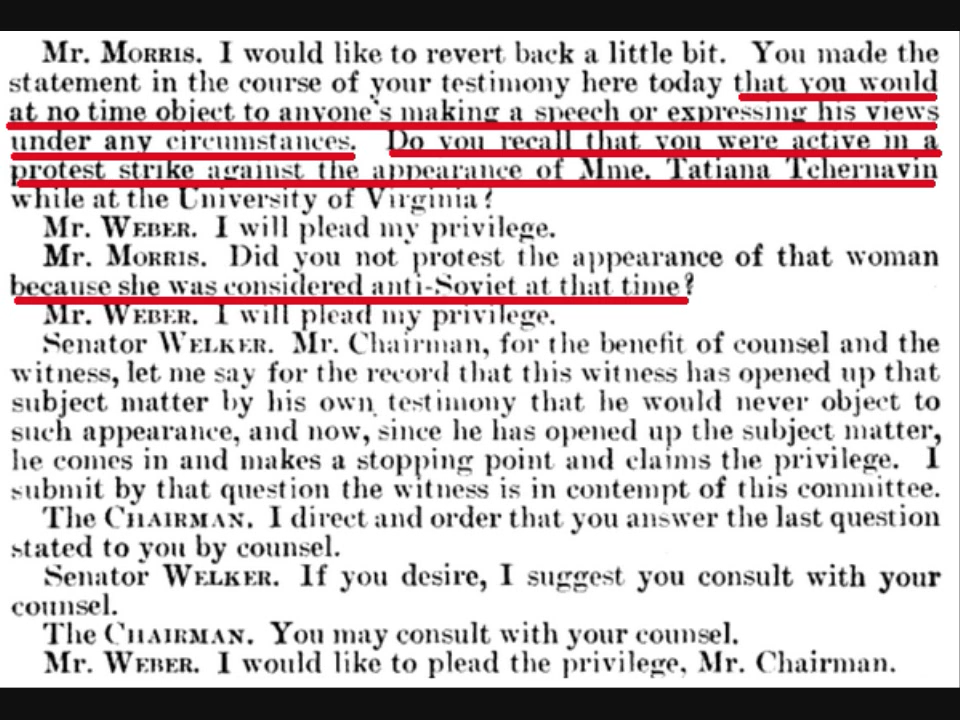 Mr. MORRIS. I would like to revert back a little bit. You made the
statement in the course of your testimony here today that you would
at no time object to anyone's making a speech or expressing his views
under any circumstances. Do you recall that you were active in a
protest strike against the appearance of Mme. Tatiana Tchernavin
while at the University of Virginia?
Mr. WEBER. I will plead my privilege.
Mr. MORRIS. Did you not protest the appearance of that woman
because she was considered anti-Soviet at that time?
Mr. WEBER. I will plead my privilege.
Senator WELKER. Mr. Chairman, for the benefit of counsel and the
witness, let me say for the record that this witness has opened up that
subject matter by his own testimony that he would never object to
such appearance, and now, since he has opened up the subject matter,
he comes in and makes a stopping point and claims the privilege. I
submit by that question the witness is in contempt of this committee.
The CHAIRMAN. I direct and order that you answer the last question
stated to you by counsel.
Senator WELKER. If you desire, I suggest you consult with your
counsel.
The CHAIRMAN. You may consult with your counsel.
Mr. WEBER. I would like to plead the privilege, Mr. Chairman.